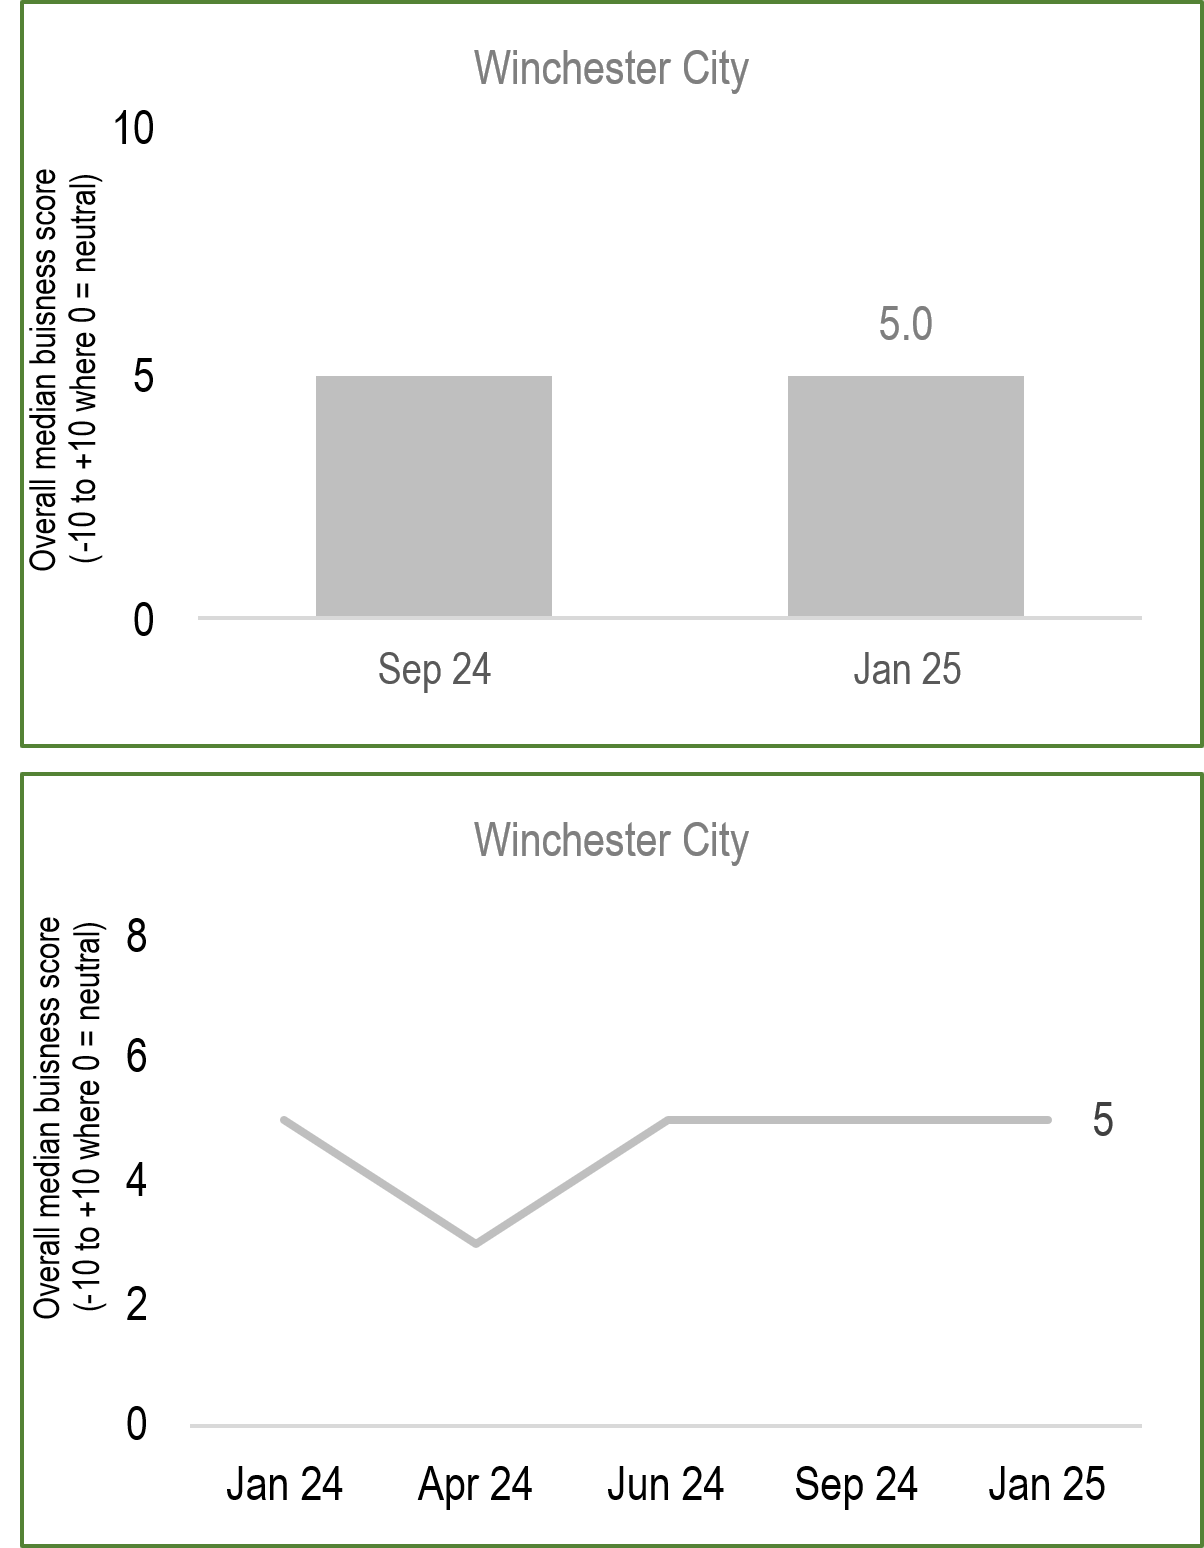 Winchester City
Overall median buisness score
(-10 to +10 where 0 = neutral)
10
5
0
5.0
Sep 24
Jan 25
Winchester City
Overall median buisness score
(-10 to +10 where 0 = neutral)
8
6
4
2
0
5
Jan 24
Apr 24
Jun 24
Sep 24
Jan 25